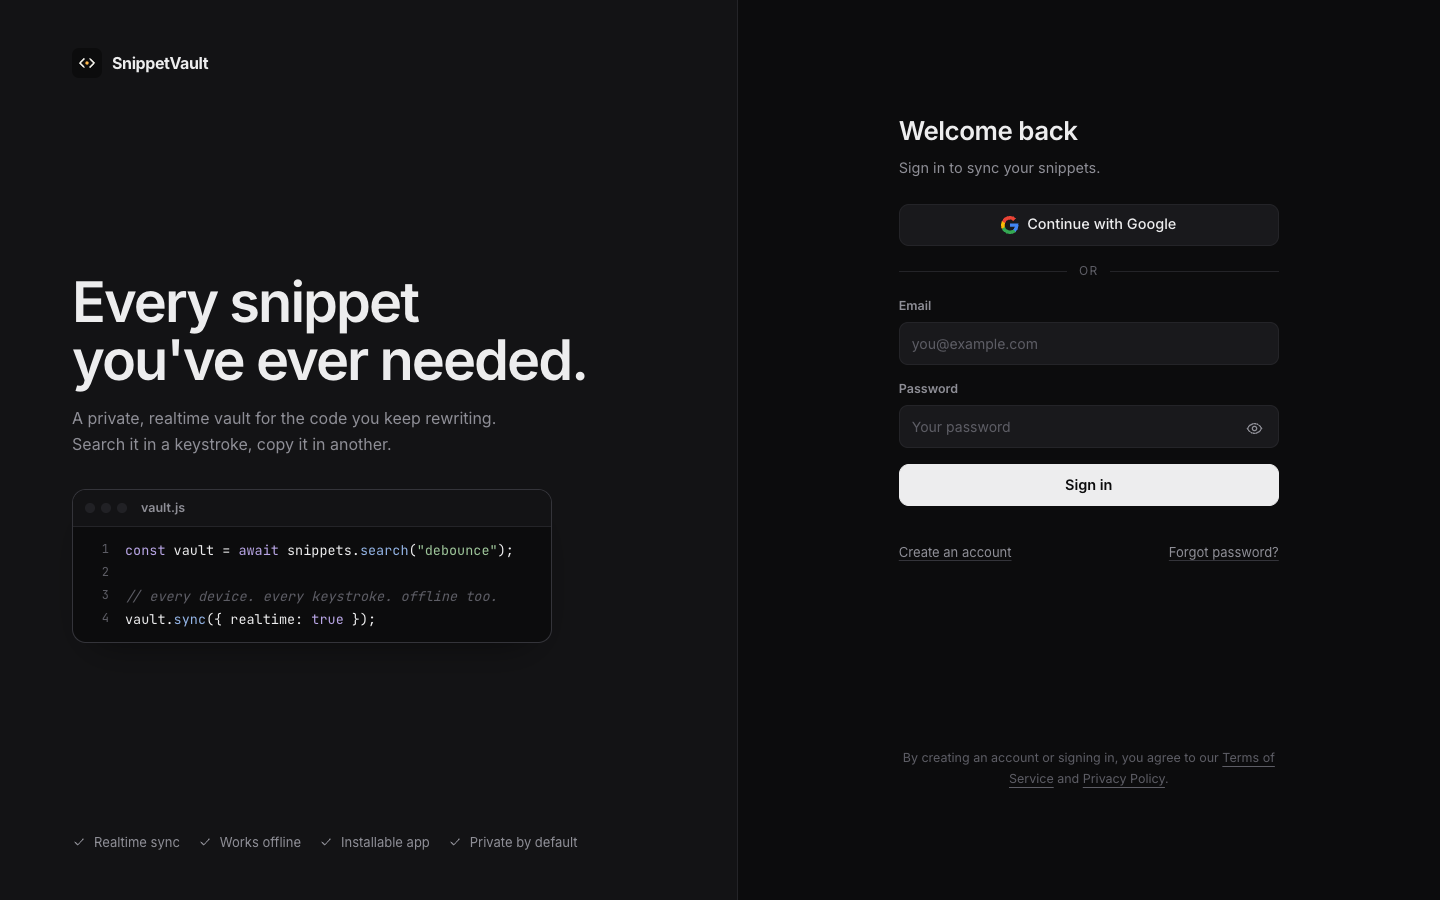 SnippetVault
Every snippet
you've ever needed.
A private, realtime vault for the code you keep rewriting.
Search it in a keystroke, copy it in another.
vault.js
1 const vault = await snippets.search("debounce");
2
3 // every device. every keystroke. offline too.
4 vault.sync({ realtime: true });
Realtime sync
Works offline
Installable app
Private by default
Welcome back
Sign in to sync your snippets.
Continue with Google
OR
Email
you@example.com
Password
Your password
Sign in
Create an account
Forgot password?
By creating an account or signing in, you agree to our Terms of
Service and Privacy Policy.